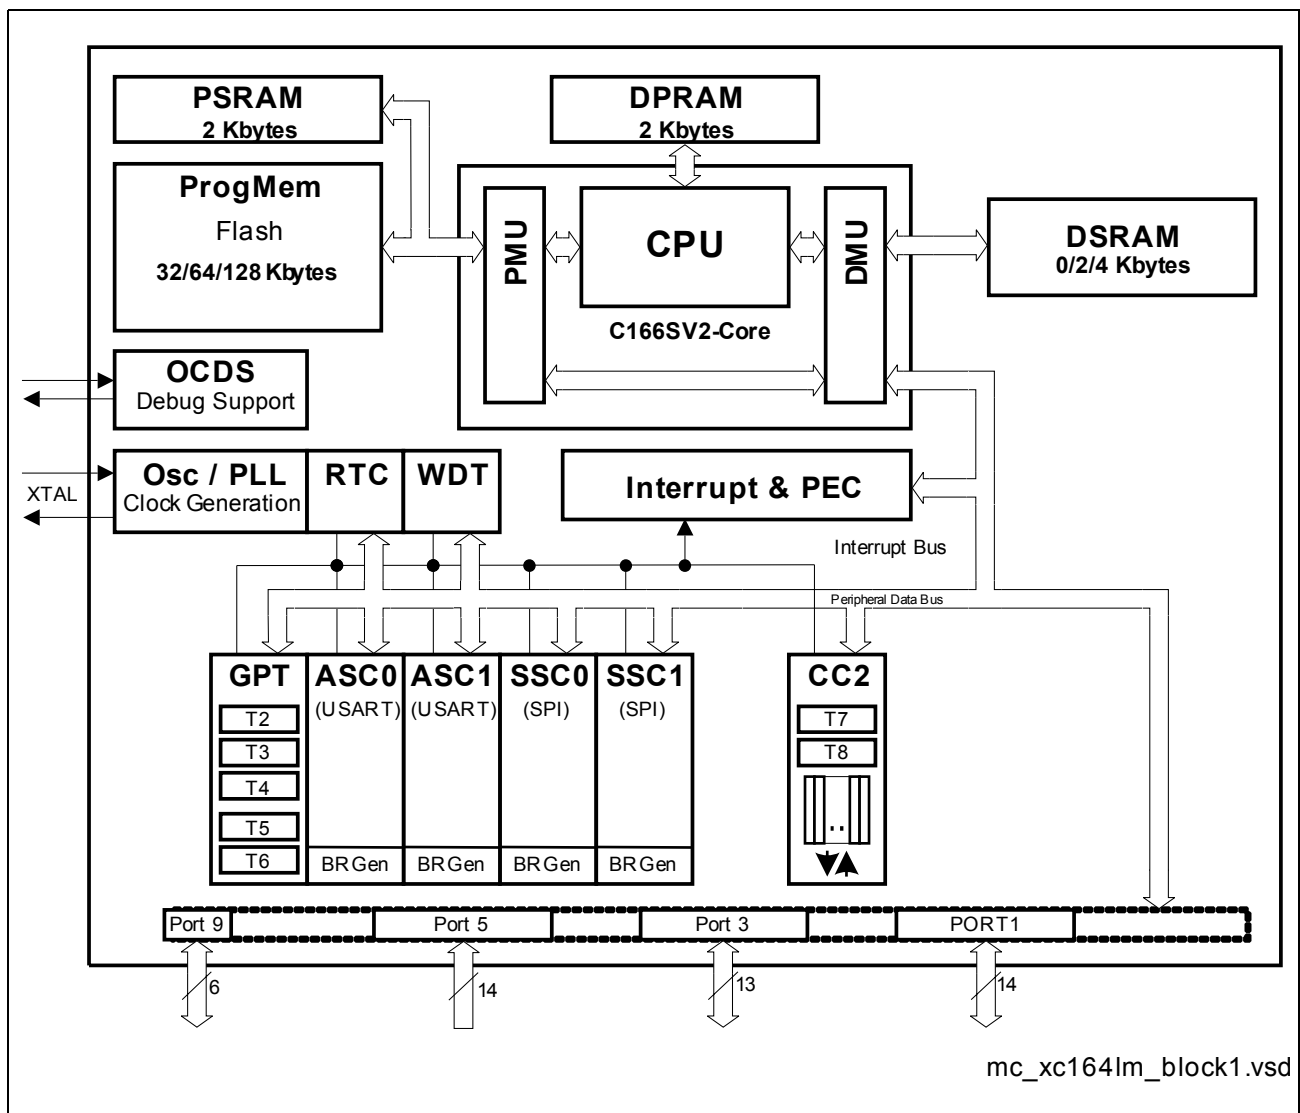 PSRAM
2 Kbytes
DPRAM
2 Kbytes
ProgMem
Flash
32/64/128 Kbytes
PMU
CPU
DMU
C166SV2-Core
DSRAM
0/2/4 Kbytes
OCDS
Debug Support
XTAL
Osc / PLL
Clock Generation
RTC
WDT
Interrupt & PEC
Interrupt Bus
Peripheral Data Bus
GPT
T2
T3
T4
T5
T6
ASC0
(USART)
BRGen
ASC1
(USART)
BRGen
SSC0
(SPI)
BRGen
SSC1
(SPI)
BRGen
CC2
T7
T8
..
Port 9
Port 5
Port 3
PORT1
6
14
13
14
mc_xc164lm_block1.vsd